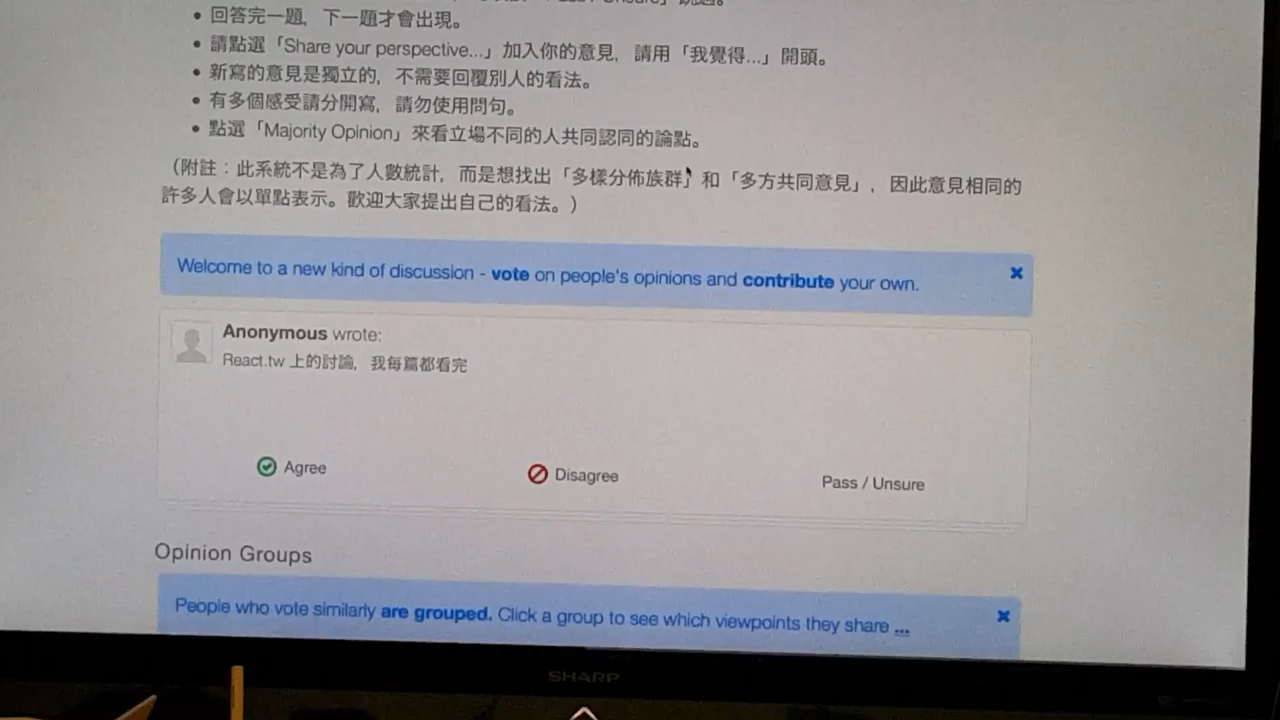 • 回答完一題，下一題才會出現。
• 請點選「Share your perspective...」加入你的意見，請用「我覺得...」開頭。
• 新寫的意見是獨立的，不需要回覆別人的看法。
• 有多個感受請分開寫，請勿使用問句。
• 點選「Majority Opinion」來看立場不同的人共同認同的論點。
（附註：此系統不是為了人數統計，而是想找出「多樣分佈族群」和「多方共同意見」，因此意見相同的
許多人會以單點表示。歡迎大家提出自己的看法。）
Welcome to a new kind of discussion - vote on people's opinions and contribute your own.
Anonymous wrote:
React.tw 上的討論，我每篇都看完
Agree
Disagree
Pass / Unsure
Opinion Groups
People who vote similarly are grouped. Click a group to see which viewpoints they share ...
SHARP